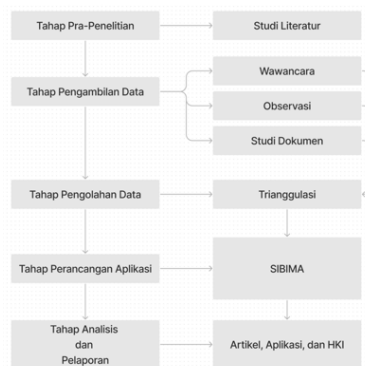 Tahap Pra-Penelitian
Studi Literatur
Wawancara
Tahap Pengambilan Data
Observasi
Studi Dokumen
Tahap Pengolahan Data
Trianggulasi
Tahap Perancangan Aplikasi
SIBIMA
Tahap Analisis
dan
Pelaporan
Artikel, Aplikasi, dan HKI